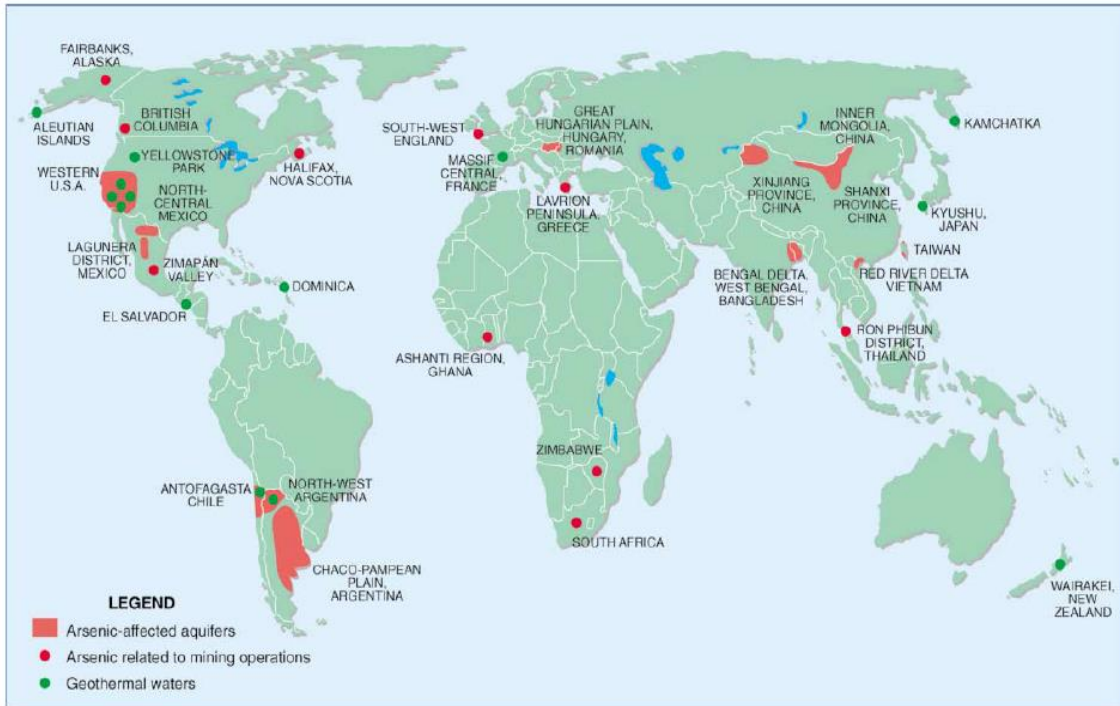 FAIRBANKS,
ALASKA
ALEUTIAN
ISLANDS
BRITISH
COLUMBIA
YELLOWSTONE
PARK
WESTERN
U.S.A.
NORTH-
CENTRAL
MEXICO
HALIFAX,
NOVA SCOTIA
LAGUNERA
DISTRICT,
MEXICO
ZIMAPÁN
VALLEY
EL SALVADOR
DOMINICA
SOUTH-WEST
ENGLAND
MASSIF
CENTRAL,
FRANCE
GREAT
HUNGARIAN PLAIN,
HUNGARY,
ROMANIA
LAVRION
PENINSULA,
GREECE
INNER
MONGOLIA,
CHINA
KAMCHATKA
XINJIANG
PROVINCE,
CHINA
SHANXI
PROVINCE,
CHINA
KYUSHU,
JAPAN
TAIWAN
BENGAL DELTA,
WEST BENGAL,
BANGLADESH
RED RIVER DELTA
VIETNAM
RON PHIBUN
DISTRICT,
THAILAND
ASHANTI REGION,
GHANA
ZIMBABWE
SOUTH AFRICA
ANTOFAGASTA
CHILE
NORTH-WEST
ARGENTINA
CHACO-PAMPEAN
PLAIN,
ARGENTINA
WAIRAKEI,
NEW
ZEALAND
LEGEND
Arsenic-affected aquifers
Arsenic related to mining operations
Geothermal waters